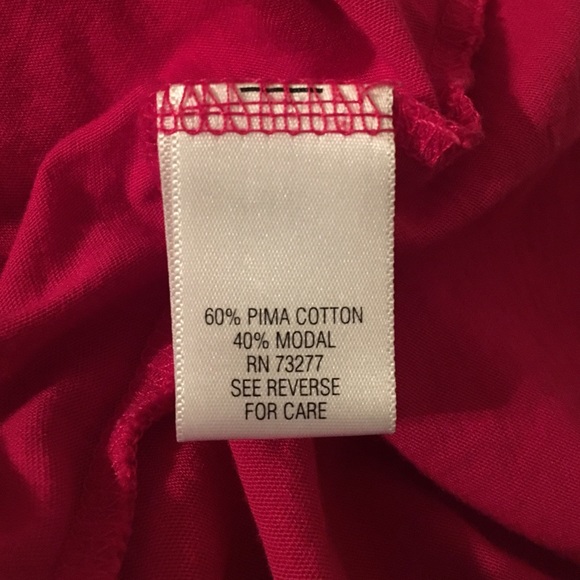 60% PIMA COTTON
40% MODAL
RN 73277
SEE REVERSE
FOR CARE